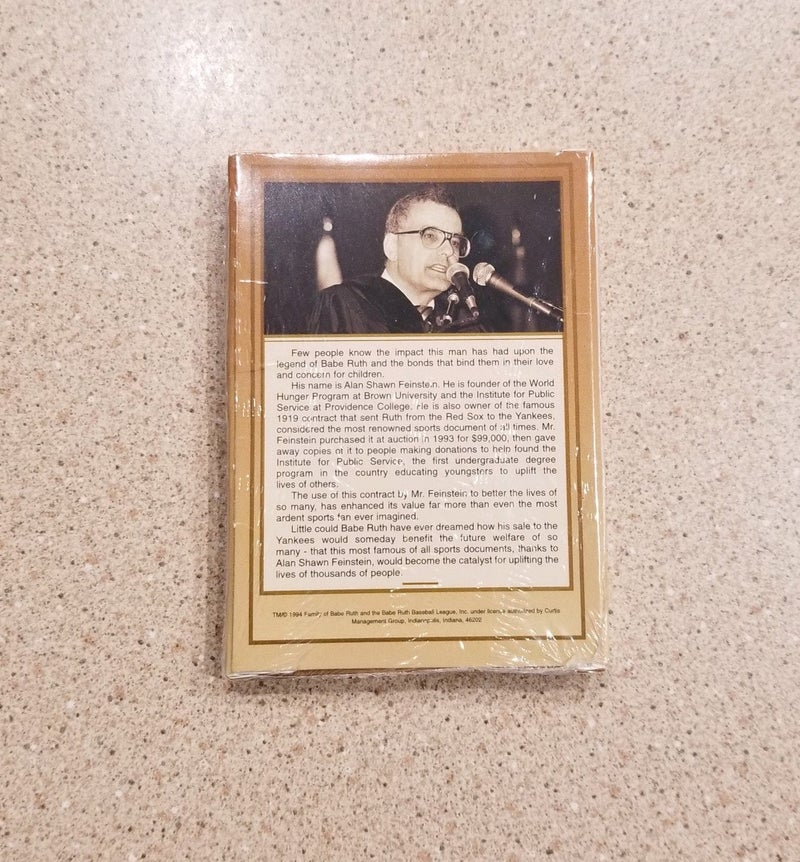 Few people know the impact this man has had upon the
legend of Babe Ruth and the bonds that bind them in their love
and concern for children.
His name is Alan Shawn Feinstein. He is founder of the World
Hunger Program at Brown University and the Institute for Public
Service at Providence College. He is also owner of the famous
1919 contract that sent Ruth from the Red Sox to the Yankees,
considered the most renowned sports document of all times. Mr.
Feinstein purchased it at auction in 1993 for $99,000, then gave
away copies of it to people making donations to help found the
Institute for Public Service, the first undergraduate degree
program in the country educating youngsters to uplift the
lives of others.
The use of this contract by Mr. Feinstein to better the lives of
so many, has enhanced its value far more than even the most
ardent sports fan ever imagined.
Little could Babe Ruth have ever dreamed how his sale to the
Yankees would someday benefit the future welfare of so
many - that this most famous of all sports documents, thanks to
Alan Shawn Feinstein, would become the catalyst for uplifting the
lives of thousands of people.
TM/© 1994 Family of Babe Ruth and the Babe Ruth Baseball League, Inc. under license authorized by Curtis
Management Group, Indianapolis, Indiana, 46202